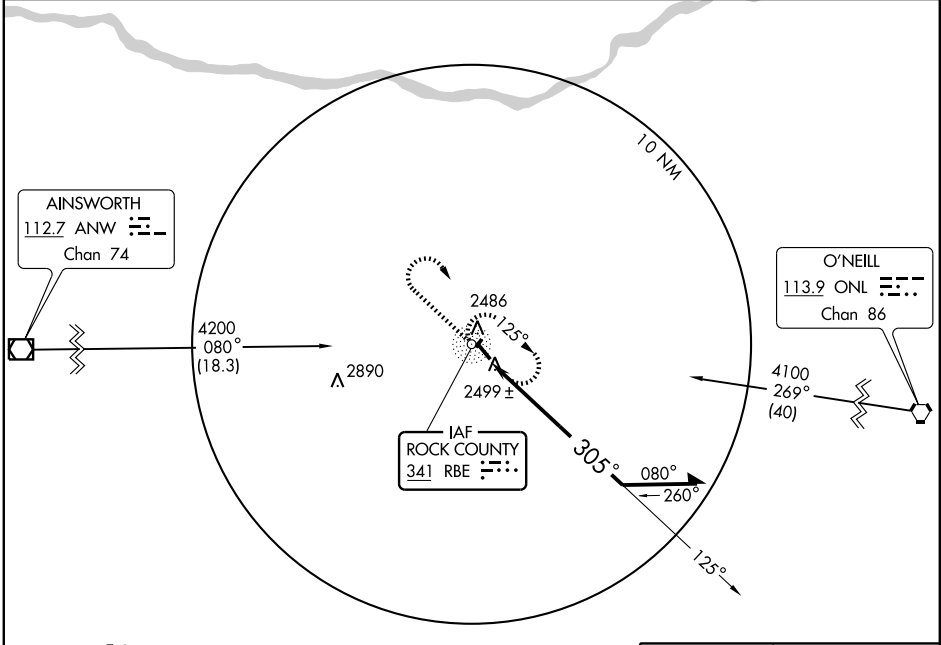 10 NM
AINSWORTH
112.7 ANW
Chan 74
O'NEILL
113.9 ONL
Chan 86
2486
125°
4200
080°
(18.3)
2890
2499 ±
4100
269°
(40)
IAF
ROCK COUNTY
341 RBE
305°
080°
260°
125°